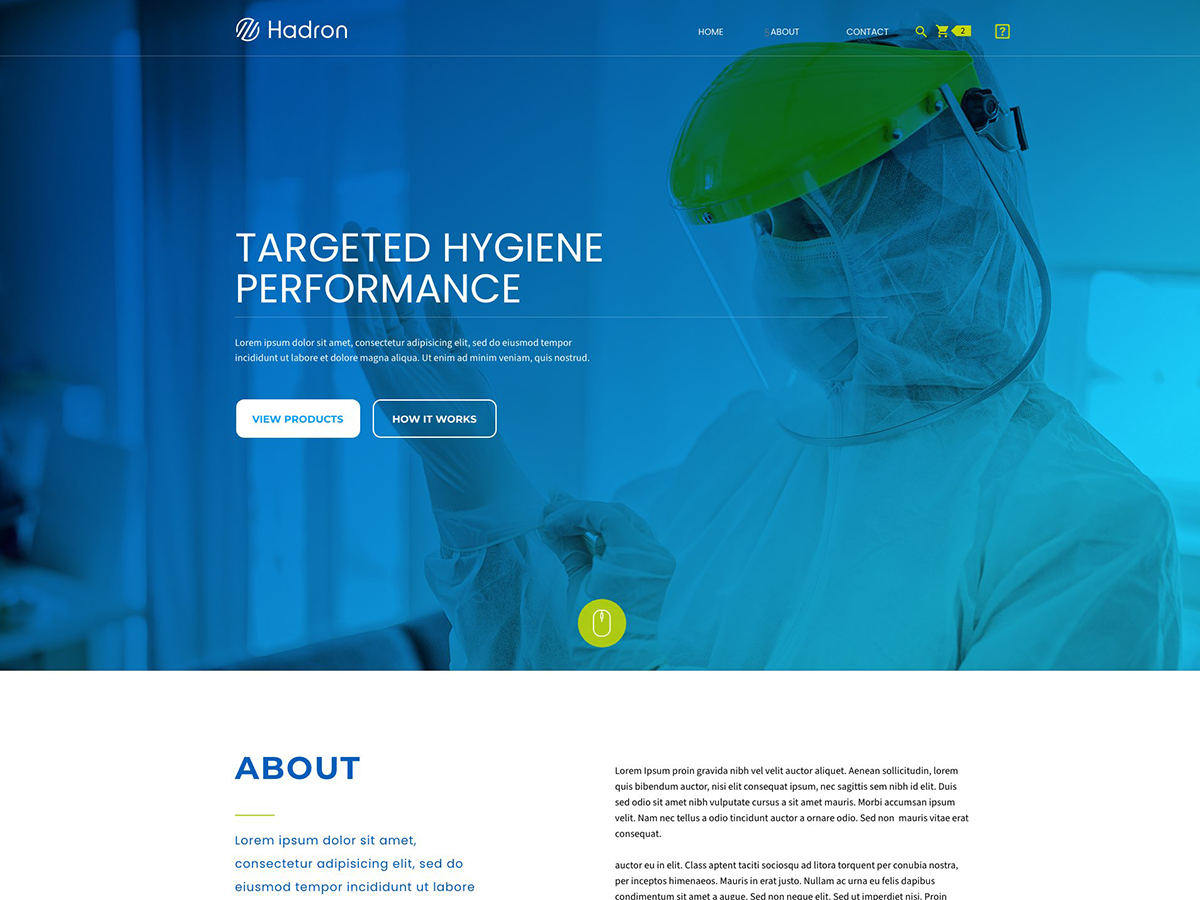 Hadron
HOME
ABOUT
CONTACT
2
?
TARGETED HYGIENE
PERFORMANCE
Lorem ipsum dolor sit amet, consectetur adipisicing elit, sed do eiusmod tempor
incididunt ut labore et dolore magna aliqua. Ut enim ad minim veniam, quis nostrud.
VIEW PRODUCTS
HOW IT WORKS
ABOUT
Lorem ipsum dolor sit amet,
consectetur adipisicing elit, sed do
eiusmod tempor incididunt ut labore
Lorem Ipsum proin gravida nibh vel velit auctor aliquet. Aenean sollicitudin, lorem
quis bibendum auctor, nisi elit consequat ipsum, nec sagittis sem nibh id elit. Duis
sed odio sit amet nibh vulputate cursus a sit amet mauris. Morbi accumsan ipsum
velit. Nam nec tellus a odio tincidunt auctor a ornare odio. Sed non  mauris vitae erat
consequat.
auctor eu in elit. Class aptent taciti sociosqu ad litora torquent per conubia nostra,
per inceptos himenaeos. Mauris in erat justo. Nullam ac urna eu felis dapibus
condimentum sit amet a augue. Sed non neque elit. Sed ut imperdiet nisi. Proin